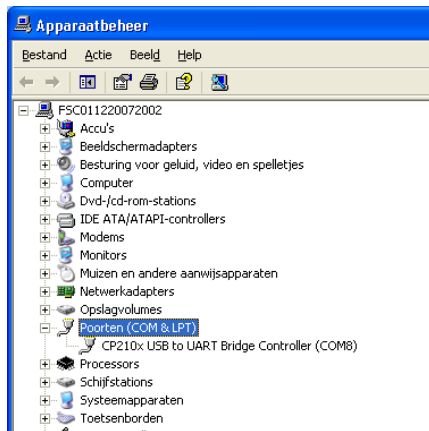 Apparaatbeheer
Bestand Actie Beeld Help
FSC011220072002
Accu's
Beeldschermadapters
Besturing voor geluid, video en spelletjes
Computer
Dvd-/cd-rom-stations
IDE ATA/ATAPI-controllers
Modems
Monitors
Muizen en andere aanwijsapparaten
Netwerkadapters
Opslagvolumes
Poorten (COM & LPT)
CP210x USB to UART Bridge Controller (COM8)
Processors
Schijfstations
Systeemapparaten
Toetsenborden